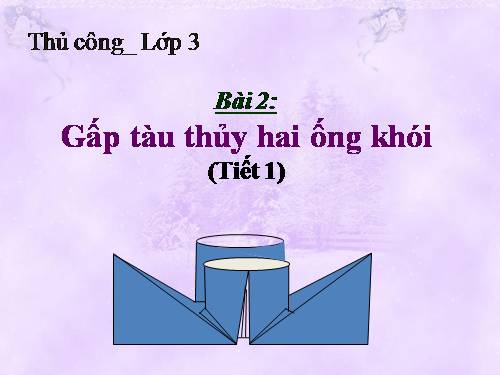 Thủ công_ Lớp 3
Bài 2:
Gấp tàu thủy hai ống khói
(Tiết 1)